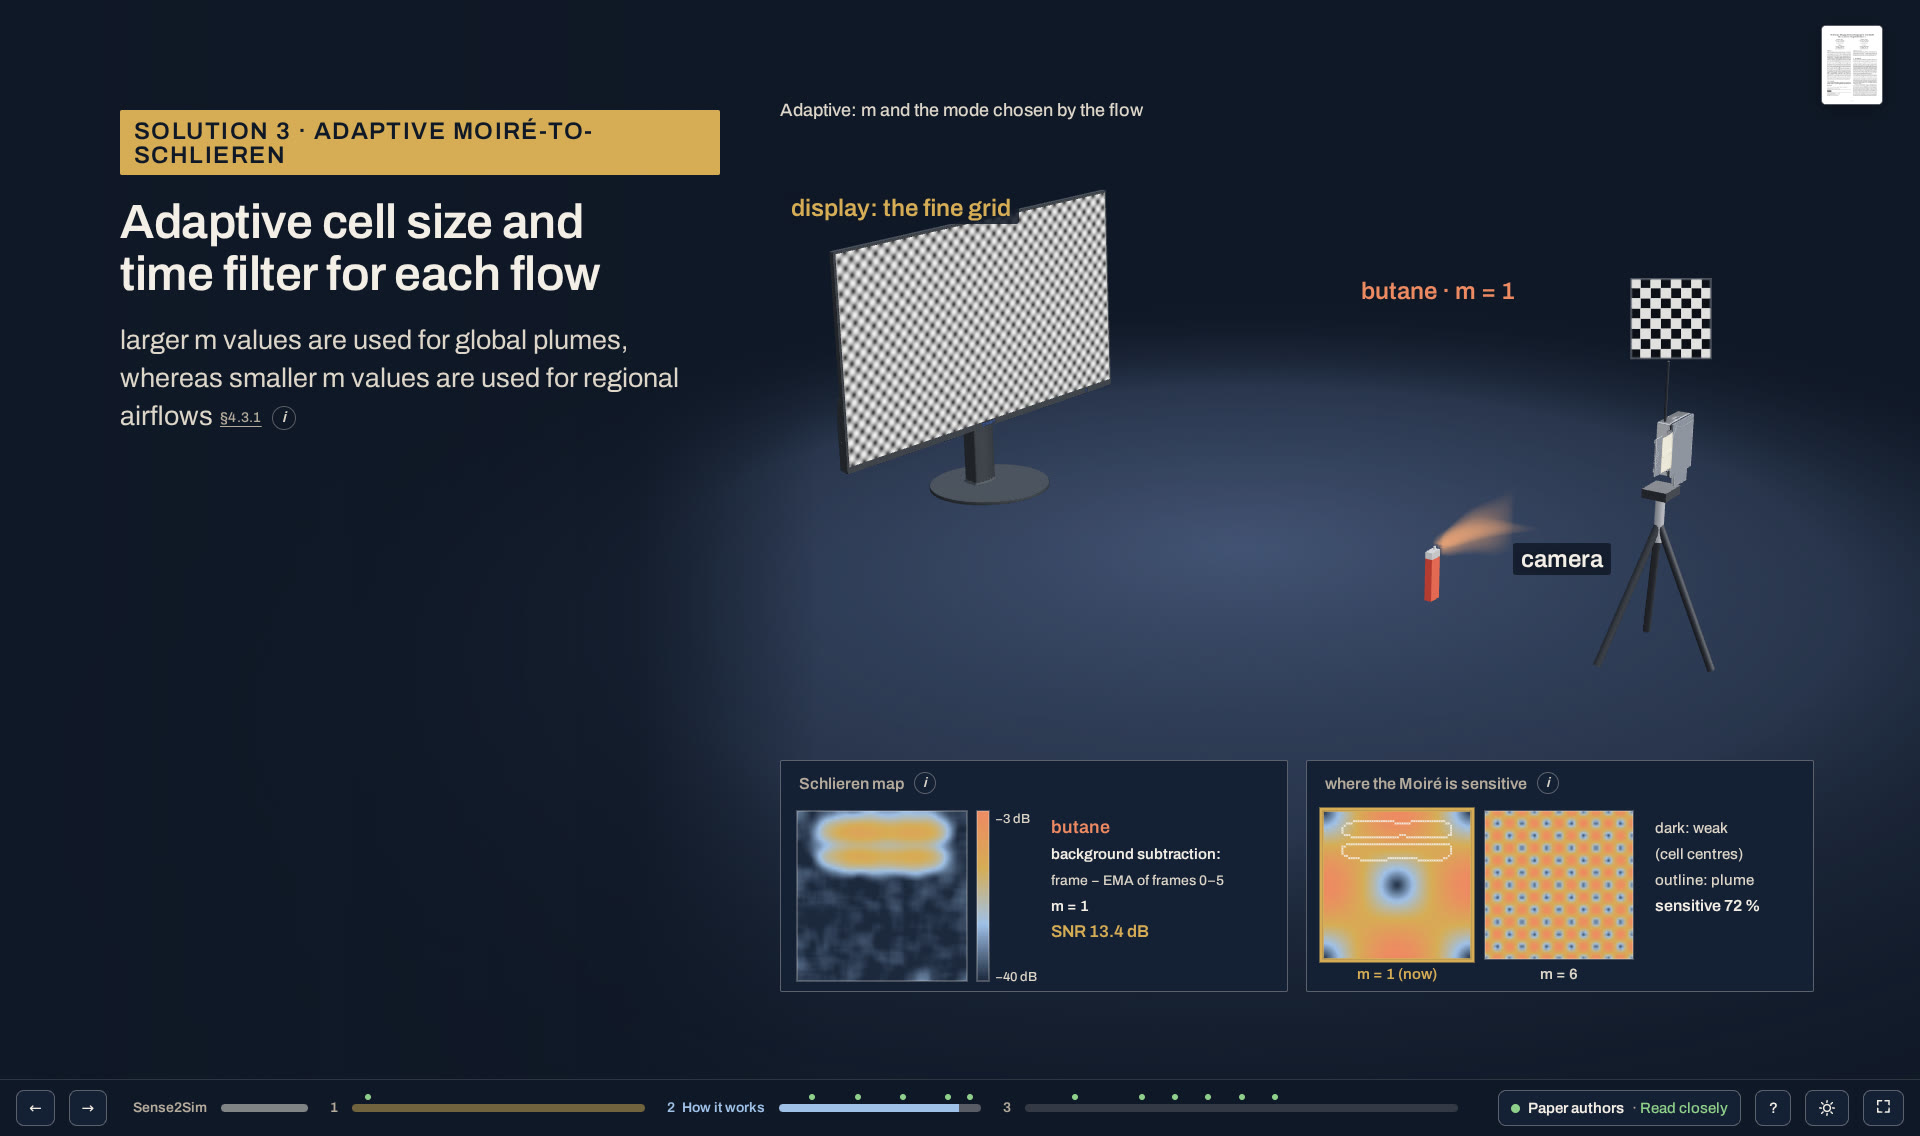 SOLUTION 3 · ADAPTIVE MOIRÉ-TO-
SCHLIEREN
Adaptive cell size and
time filter for each flow
larger m values are used for global plumes,
whereas smaller m values are used for regional
airflows §4.3.1 i
Adaptive: m and the mode chosen by the flow
display: the fine grid
butane · m = 1
camera
Schlieren map i
−3 dB
−40 dB
butane
background subtraction:
frame − EMA of frames 0–5
m = 1
SNR 13.4 dB
where the Moiré is sensitive i
m = 1 (now)
m = 6
dark: weak
(cell centres)
outline: plume
sensitive 72 %
← → Sense2Sim 1 2 How it works 3 Paper authors · Read closely ?